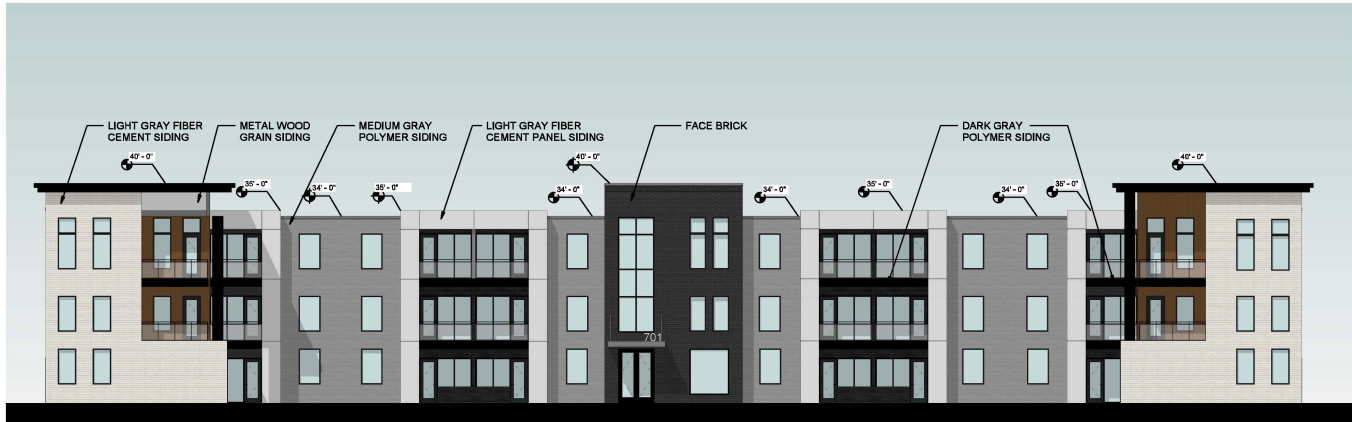 LIGHT GRAY FIBER
CEMENT SIDING
METAL WOOD
GRAIN SIDING
MEDIUM GRAY
POLYMER SIDING
LIGHT GRAY FIBER
CEMENT PANEL SIDING
FACE BRICK
DARK GRAY
POLYMER SIDING
40' - 0"
35' - 0"
34' - 0"
35' - 0"
34' - 0"
40' - 0"
34' - 0"
35' - 0"
34' - 0"
35' - 0"
40' - 0"
701